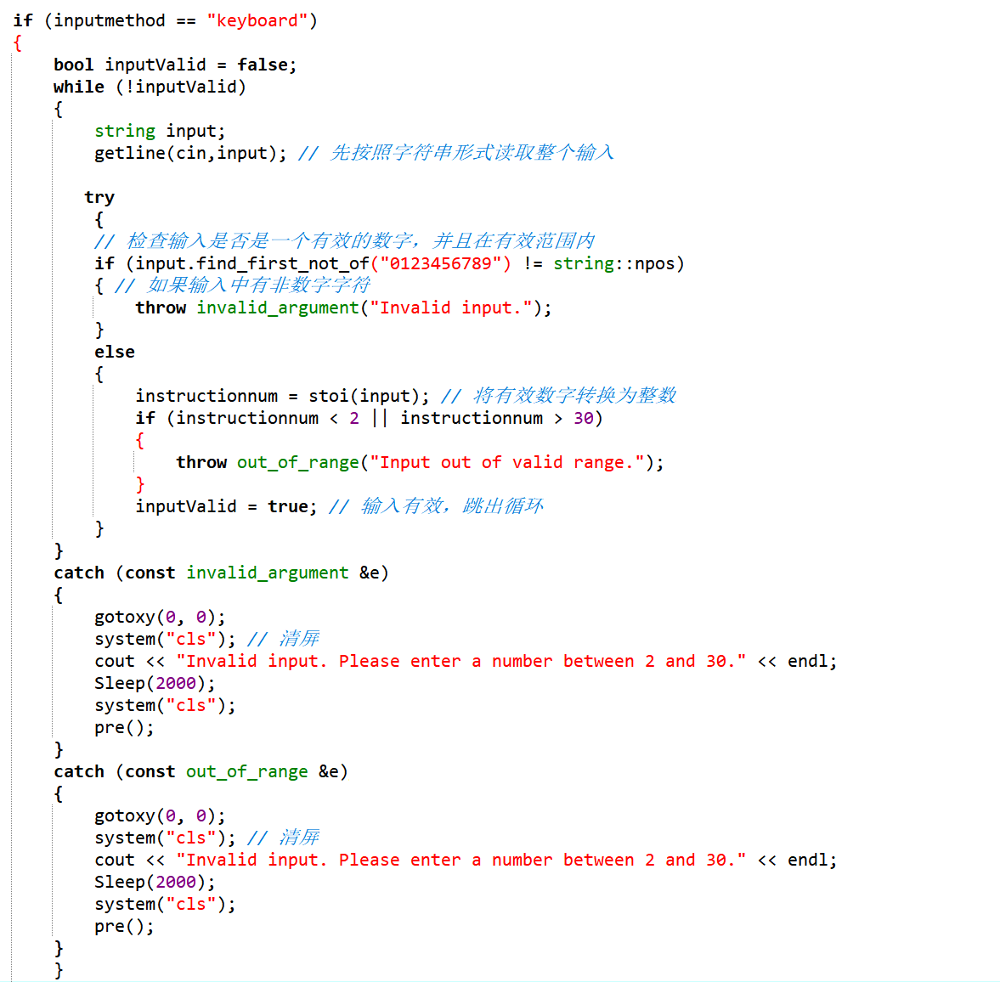 if (inputmethod == "keyboard")
{
bool inputValid = false;
while (!inputValid)
{
string input;
getline(cin,input); // 先按照字符串形式读取整个输入
try
{
// 检查输入是否是一个有效的数字，并且在有效范围内
if (input.find_first_not_of("0123456789") != string::npos)
{ // 如果输入中有非数字字符
throw invalid_argument("Invalid input.");
}
else
{
instructionnum = stoi(input); // 将有效数字转换为整数
if (instructionnum < 2 || instructionnum > 30)
{
throw out_of_range("Input out of valid range.");
}
inputValid = true; // 输入有效，跳出循环
}
}
catch (const invalid_argument &e)
{
gotoxy(0, 0);
system("cls"); // 清屏
cout << "Invalid input. Please enter a number between 2 and 30." << endl;
Sleep(2000);
system("cls");
pre();
}
catch (const out_of_range &e)
{
gotoxy(0, 0);
system("cls"); // 清屏
cout << "Invalid input. Please enter a number between 2 and 30." << endl;
Sleep(2000);
system("cls");
pre();
}
}